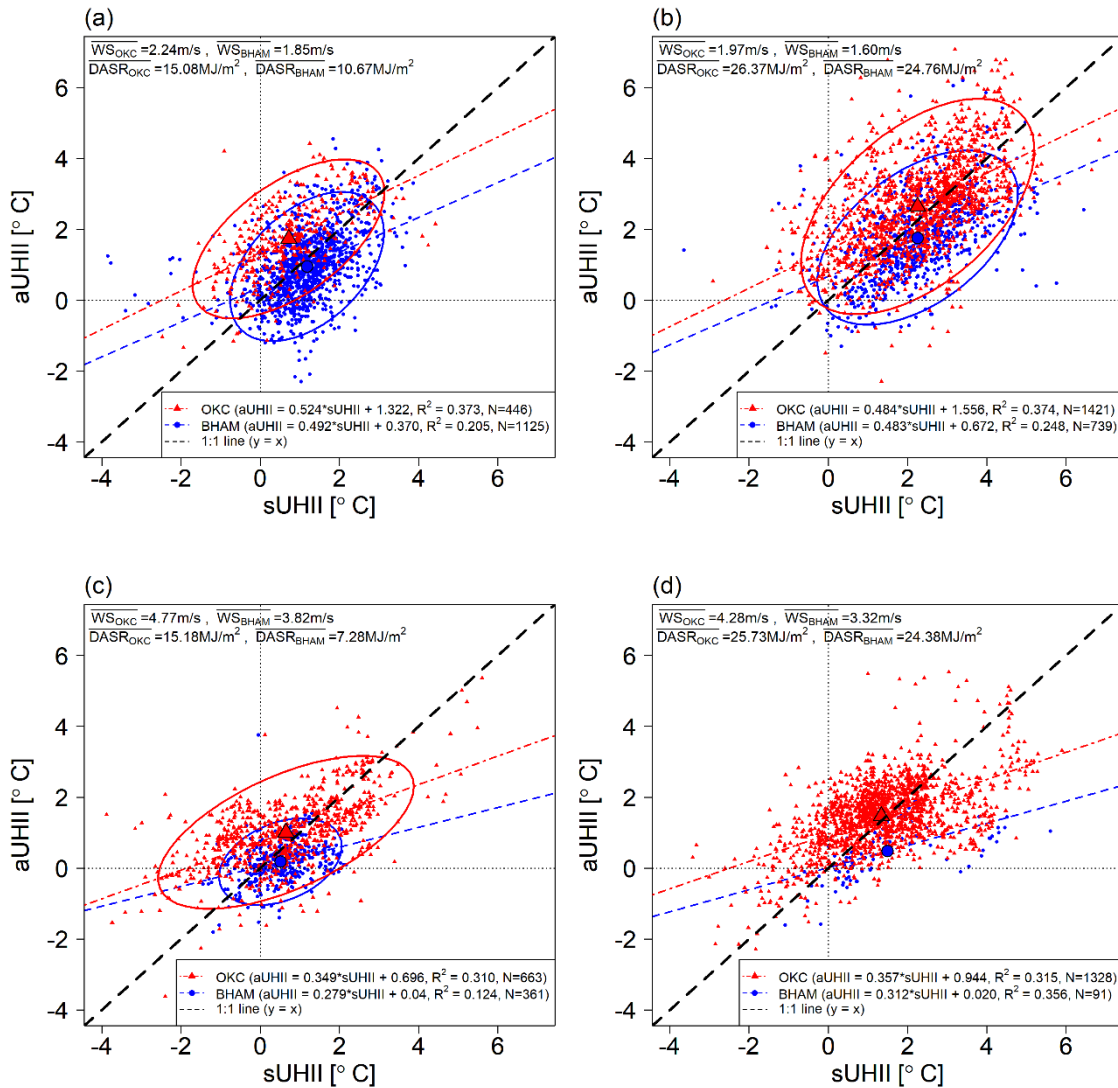 (a)
WS_OKC=2.24m/s , WS_BHAM=1.85m/s
DASR_OKC=15.08MJ/m² , DASR_BHAM=10.67MJ/m²
6
4
2
0
-2
-4
aUHII [° C]
OKC (aUHII = 0.524*sUHII + 1.322, R² = 0.373, N=446)
BHAM (aUHII = 0.492*sUHII + 0.370, R² = 0.205, N=1125)
1:1 line (y = x)
-4 -2 0 2 4 6
sUHII [° C]
(b)
WS_OKC=1.97m/s , WS_BHAM=1.60m/s
DASR_OKC=26.37MJ/m² , DASR_BHAM=24.76MJ/m²
6
4
2
0
-2
-4
aUHII [° C]
OKC (aUHII = 0.484*sUHII + 1.556, R² = 0.374, N=1421)
BHAM (aUHII = 0.483*sUHII + 0.672, R² = 0.248, N=739)
1:1 line (y = x)
-4 -2 0 2 4 6
sUHII [° C]
(c)
WS_OKC=4.77m/s , WS_BHAM=3.82m/s
DASR_OKC=15.18MJ/m² , DASR_BHAM=7.28MJ/m²
6
4
2
0
-2
-4
aUHII [° C]
OKC (aUHII = 0.349*sUHII + 0.696, R² = 0.310, N=663)
BHAM (aUHII = 0.279*sUHII + 0.04, R² = 0.124, N=361)
1:1 line (y = x)
-4 -2 0 2 4 6
sUHII [° C]
(d)
WS_OKC=4.28m/s , WS_BHAM=3.32m/s
DASR_OKC=25.73MJ/m² , DASR_BHAM=24.38MJ/m²
6
4
2
0
-2
-4
aUHII [° C]
OKC (aUHII = 0.357*sUHII + 0.944, R² = 0.315, N=1328)
BHAM (aUHII = 0.312*sUHII + 0.020, R² = 0.356, N=91)
1:1 line (y = x)
-4 -2 0 2 4 6
sUHII [° C]